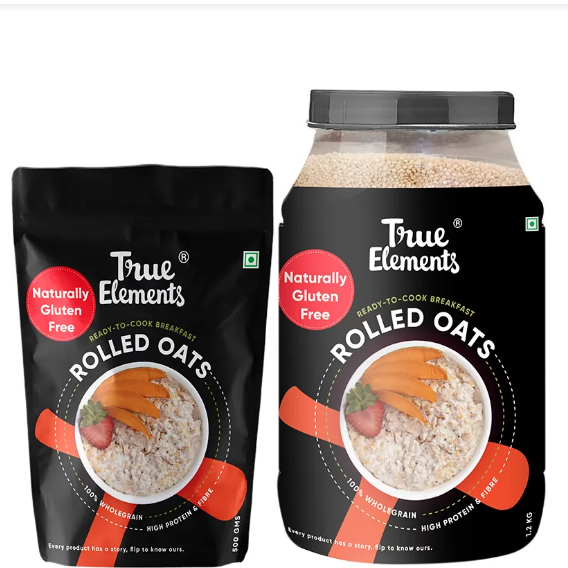 True ®
Elements
Naturally
Gluten
Free
READY-TO-COOK BREAKFAST
ROLLED OATS
100% WHOLEGRAIN
HIGH PROTEIN & FIBRE
Every product has a story, flip to know ours.
500 GMS
True ®
Elements
Naturally
Gluten
Free
READY-TO-COOK BREAKFAST
ROLLED OATS
100% WHOLEGRAIN
HIGH PROTEIN & FIBRE
Every product has a story, flip to know ours.
1.2 KG